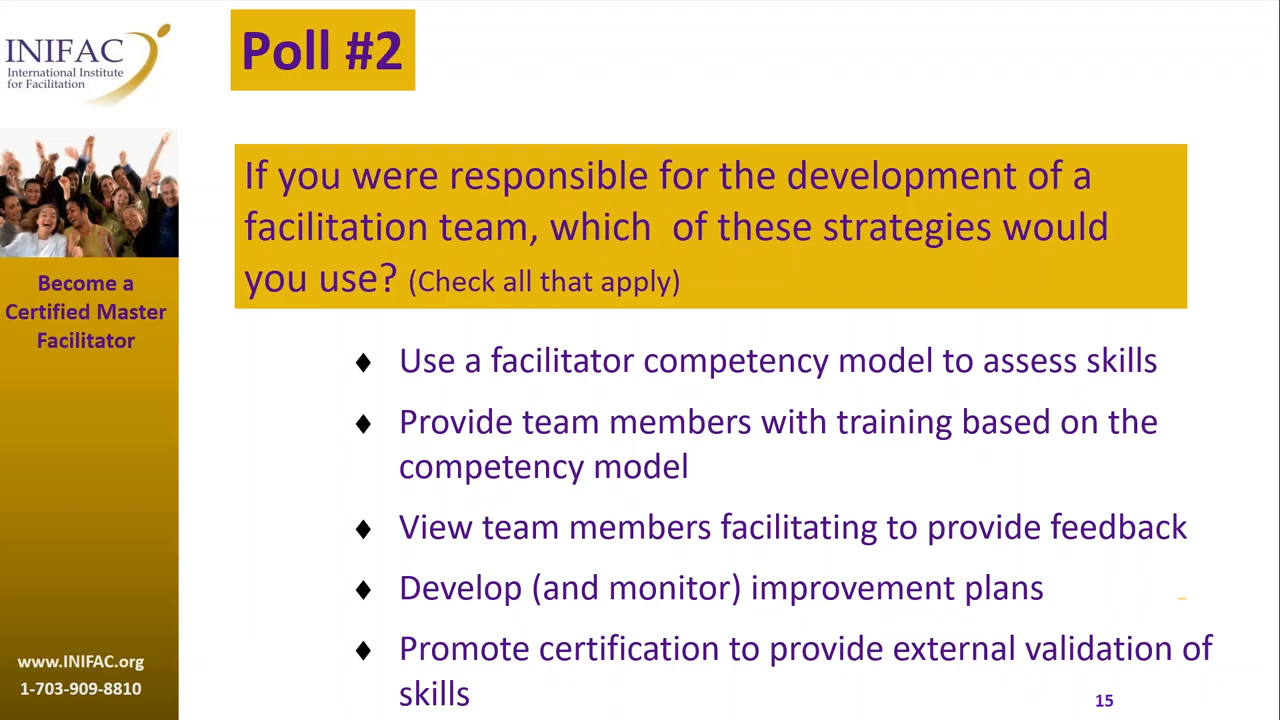 INIFAC
International Institute
for Facilitation
Poll #2
If you were responsible for the development of a
facilitation team, which of these strategies would
you use? (Check all that apply)
Become a
Certified Master
Facilitator
♦ Use a facilitator competency model to assess skills
♦ Provide team members with training based on the
competency model
♦ View team members facilitating to provide feedback
♦ Develop (and monitor) improvement plans
♦ Promote certification to provide external validation of
skills
www.INIFAC.org
1-703-909-8810
15